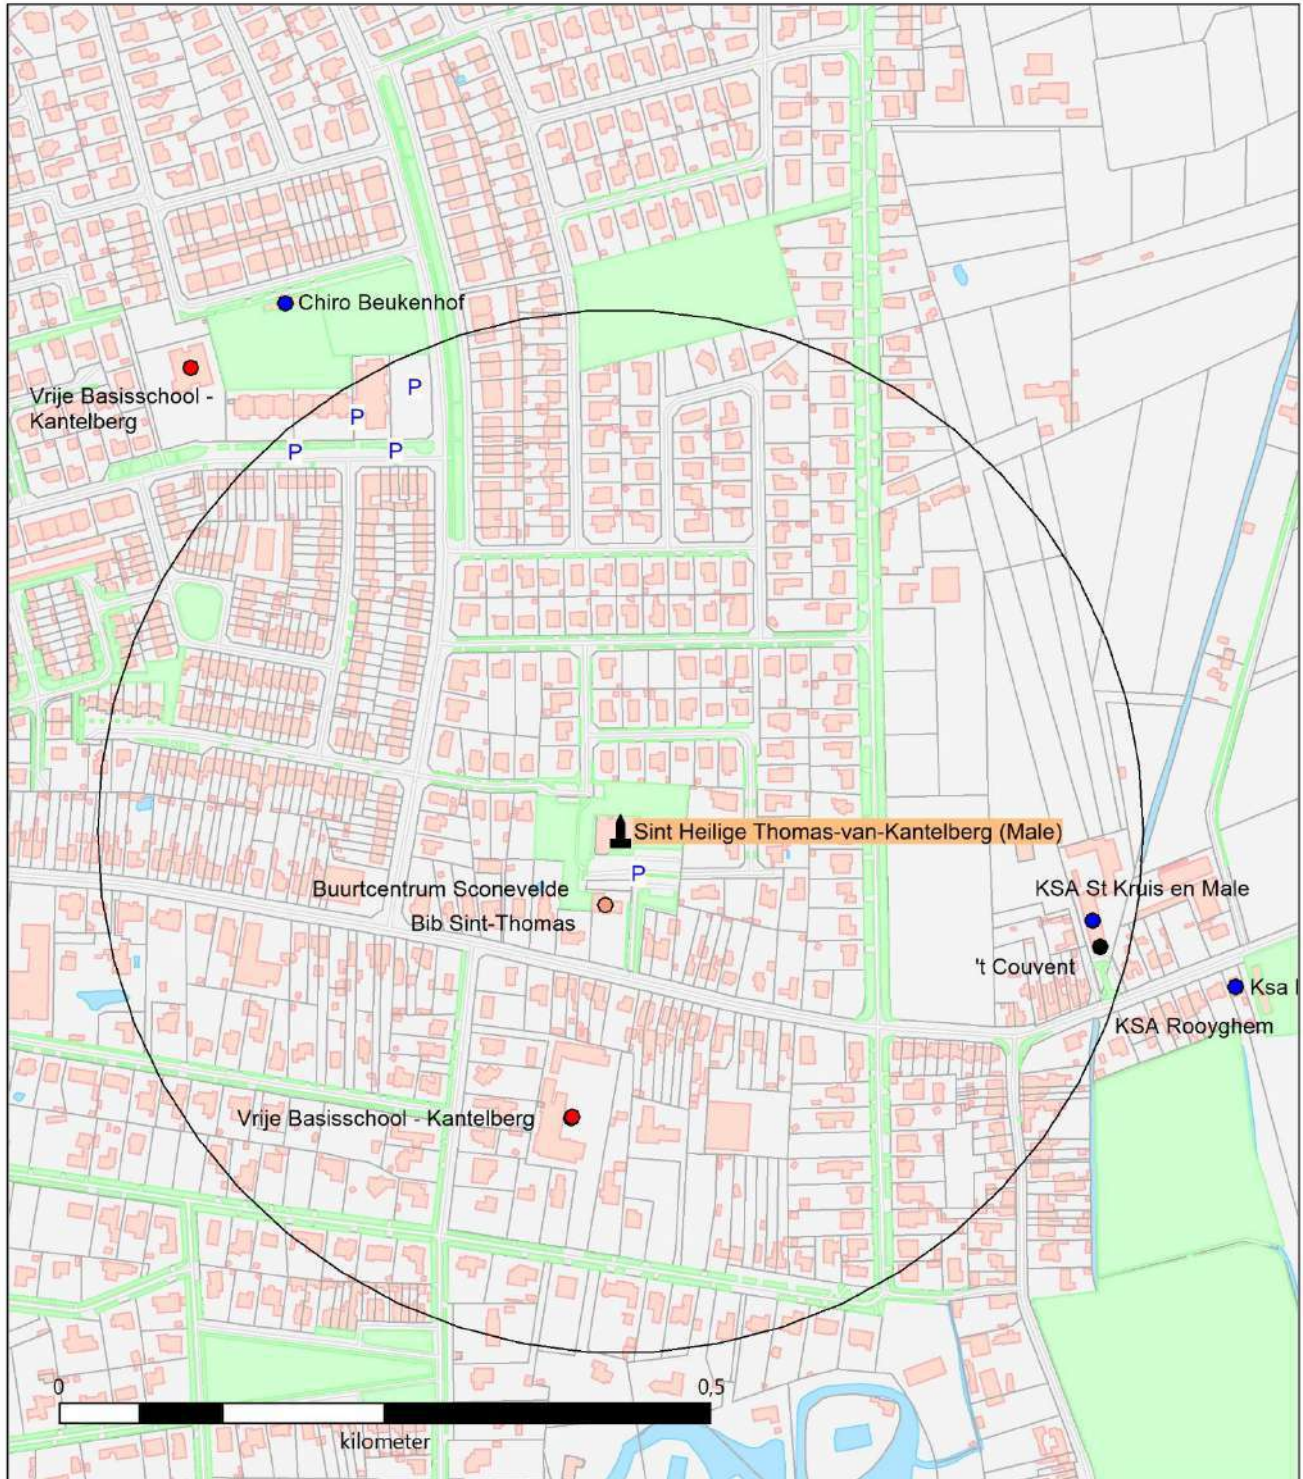 Chiro Beukenhof
Vrije Basisschool -
Kantelberg
P
P
P
P
Sint Heilige Thomas-van-Kantelberg (Male)
P
Buurtcentrum Sconevelde
Bib Sint-Thomas
KSA St Kruis en Male
't Couvent
Ksa
KSA Rooyghem
Vrije Basisschool - Kantelberg
0
0,5
kilometer